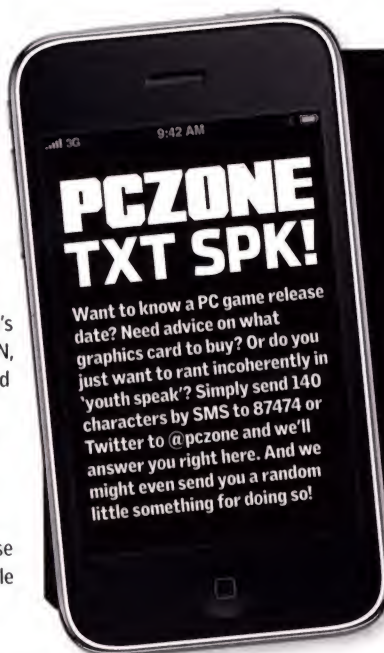 's
N,
d
se
le
3G
9:42 AM
PCZONE
TXT SPK!
Want to know a PC game release
date? Need advice on what
graphics card to buy? Or do you
just want to rant incoherently in
'youth speak'? Simply send 140
characters by SMS to 87474 or
Twitter to @pczone and we'll
answer you right here. And we
might even send you a random
little something for doing so!